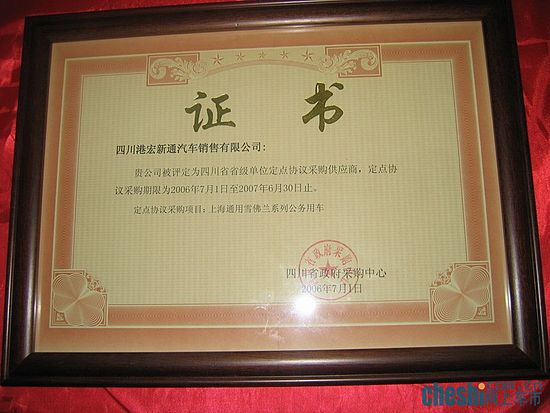 证 书
四川港宏新通汽车销售有限公司:
贵公司被评定为四川省省级单位定点协议采购供应商,定点协
议采购期限为2006年7月1日至2007年6月30日止。
定点协议采购项目:上海通用雪佛兰系列公务用车
四川省政府采购中心
2006年7月1日
cheshi
网上车市